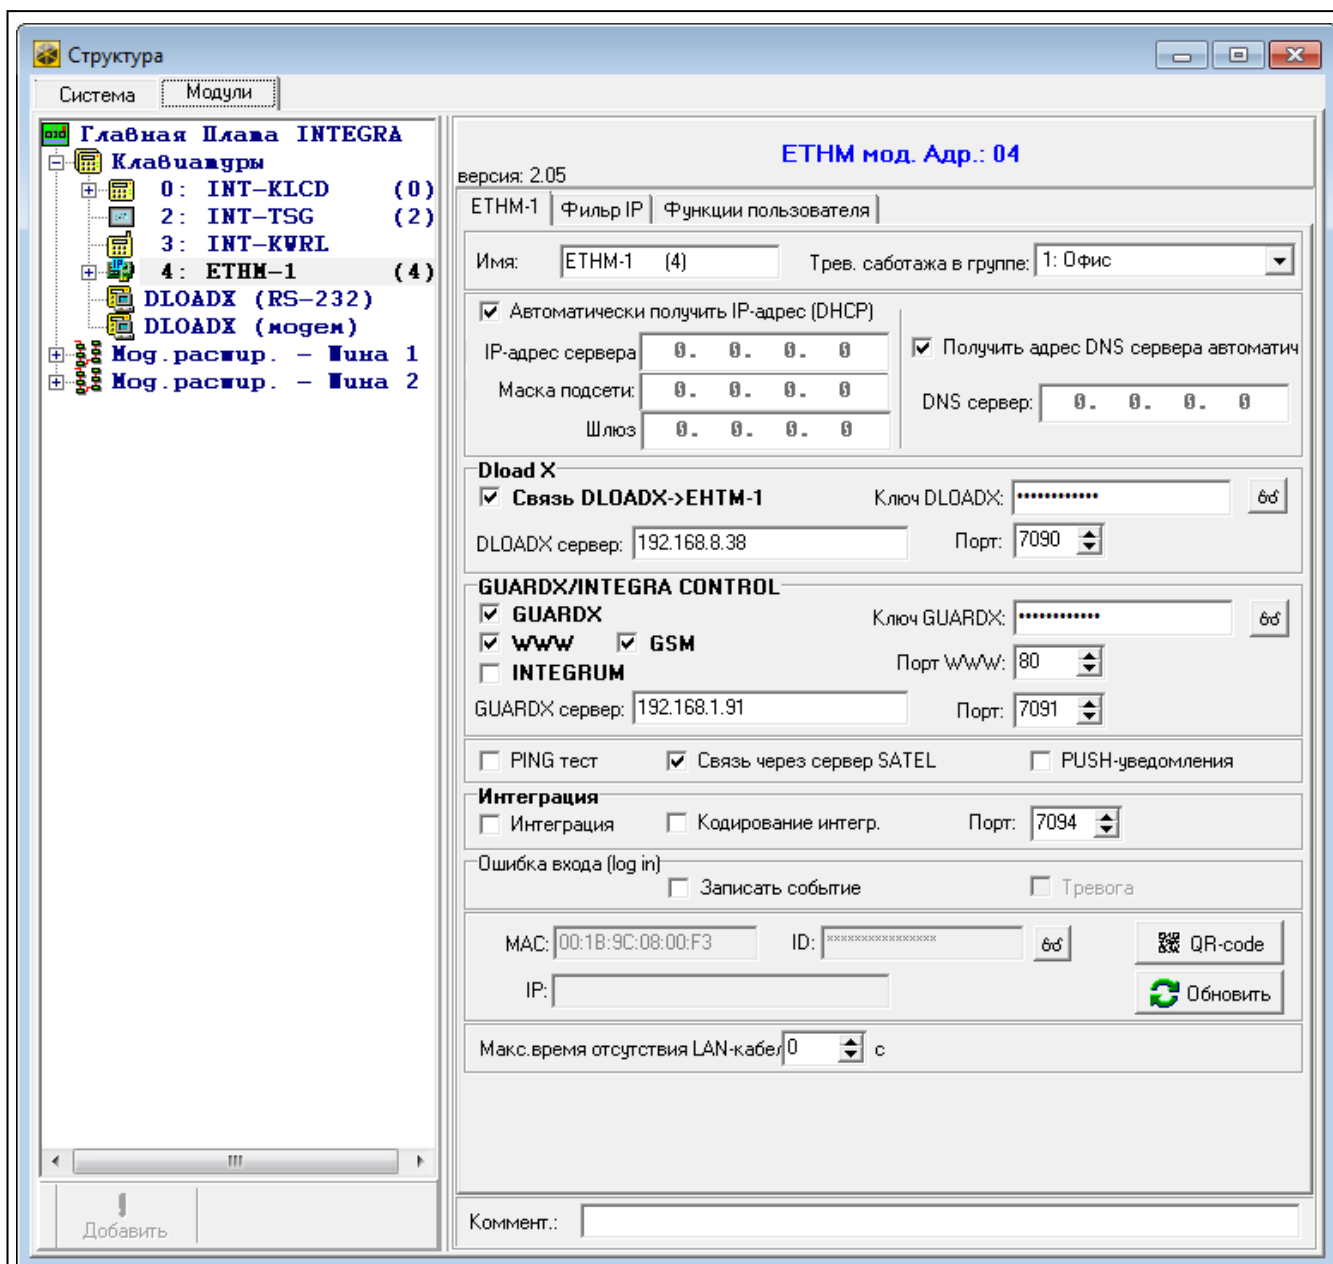 Структура
Система Модули
Главная Плата INTEGRA
Клавиатуры
0: INT-KLCD (0)
2: INT-TSG (2)
3: INT-KWRL
4: ETHM-1 (4)
DLOADX (RS-232)
DLOADX (модем)
Мод.расшир. - Шина 1
Мод.расшир. - Шина 2
Добавить
ETHM мод. Адр.: 04
версия: 2.05
ETHM-1 Фильр IP Функции пользователя
Имя: ETHM-1 (4) Трев. саботажа в группе: 1: Офис
Автоматически получить IP-адрес (DHCP)
IP-адрес сервера 0. 0. 0. 0 Получить адрес DNS сервера автоматич
Маска подсети: 0. 0. 0. 0
DNS сервер: 0. 0. 0. 0
Шлюз 0. 0. 0. 0
Dload X
Связь DLOADX->EHTM-1 Ключ DLOADX: ••••••••••••
DLOADX сервер: 192.168.8.38 Порт: 7090
GUARDX/INTEGRA CONTROL
GUARDX Ключ GUARDX: ••••••••••••
WWW GSM
Порт WWW: 80
INTEGRUM
GUARDX сервер: 192.168.1.91 Порт: 7091
PING тест Связь через сервер SATEL PUSH-уведомления
Интеграция
Интеграция Кодирование интегр. Порт: 7094
Ошибка входа (log in)
Записать событие Тревога
MAC: 00:1B:9C:08:00:F3 ID: **************** QR-code
IP: Обновить
Макс.время отсутствия LAN-кабел 0 с
Коммент.: